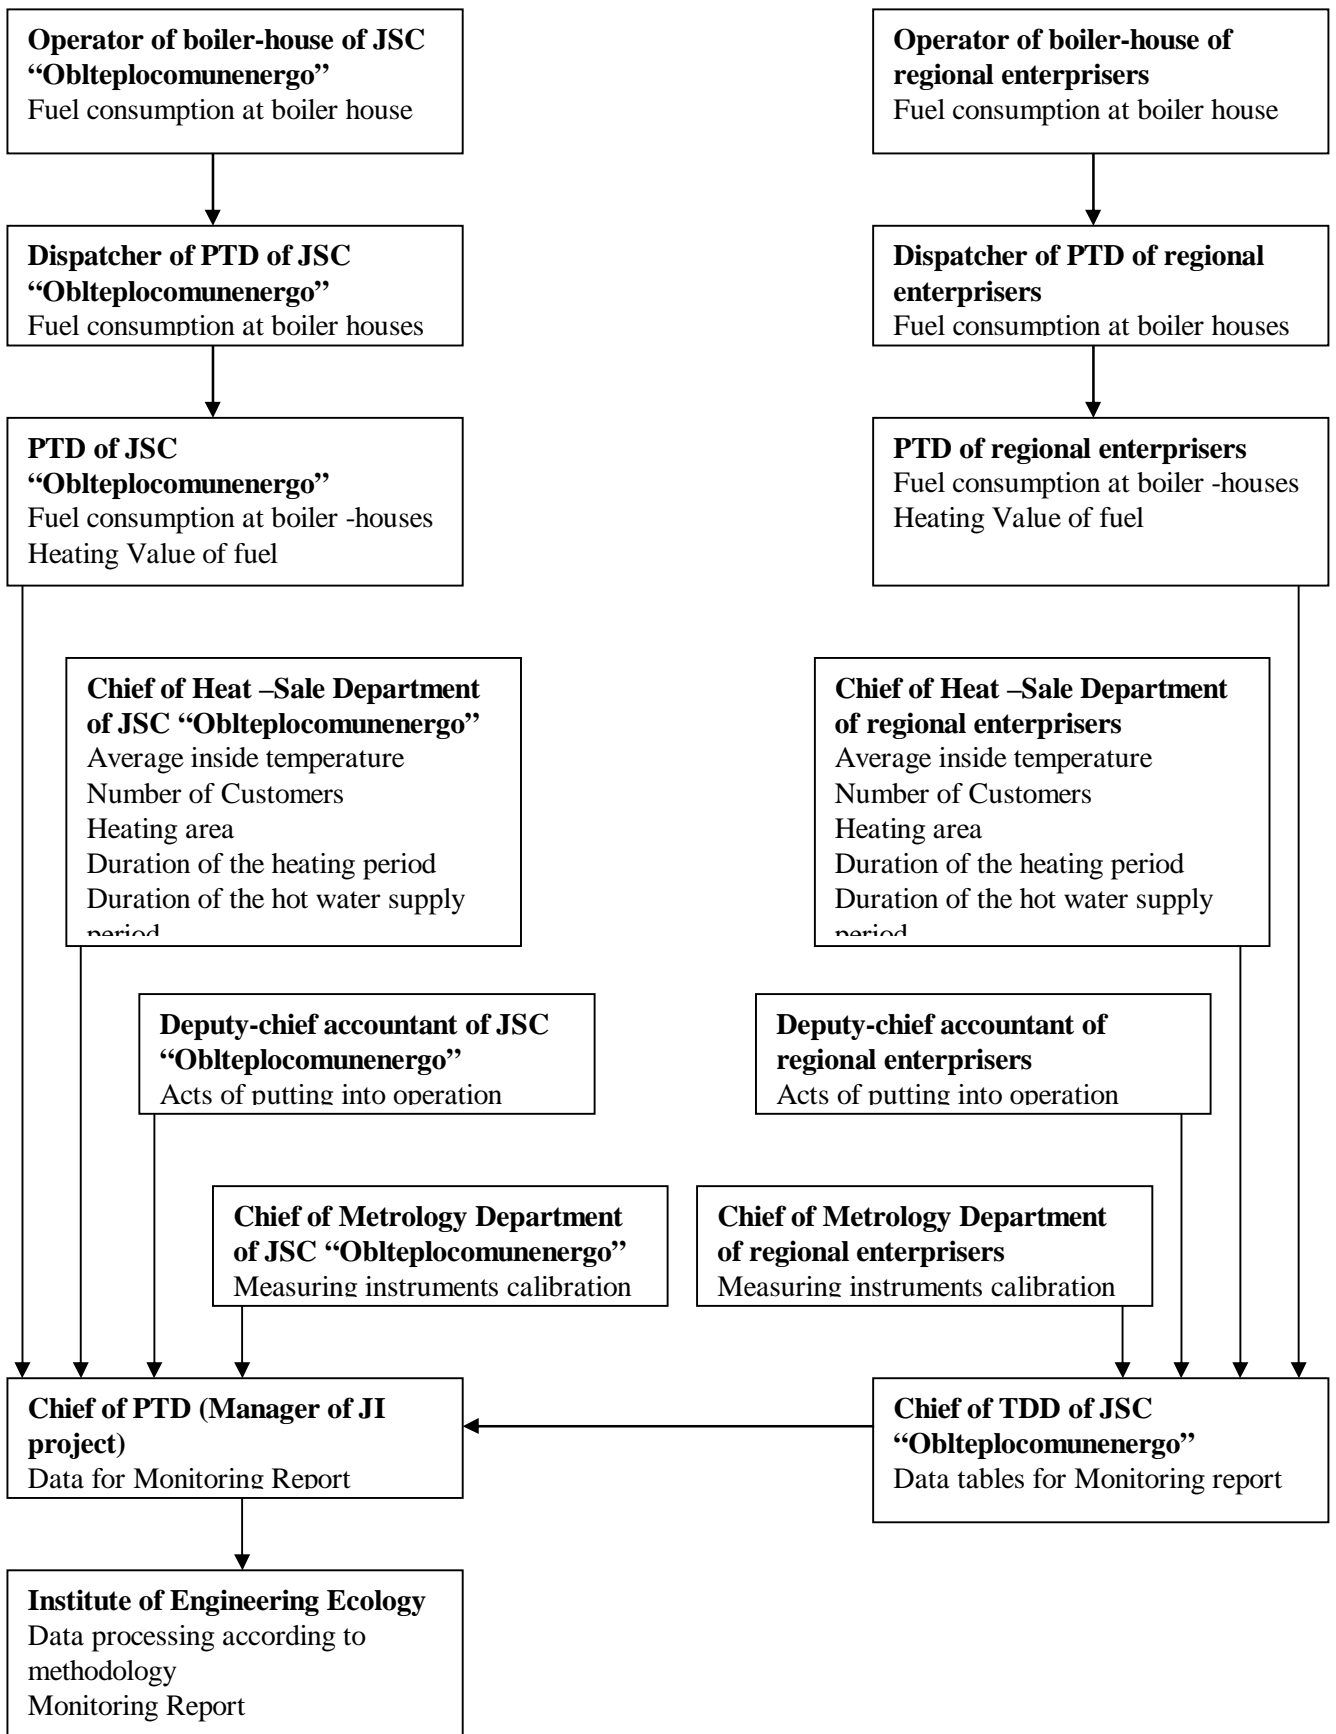 Operator of boiler-house of JSC
“Oblteplocomunenergo”
Fuel consumption at boiler house
Operator of boiler-house of
regional enterprisers
Fuel consumption at boiler house
Dispatcher of PTD of JSC
“Oblteplocomunenergo”
Fuel consumption at boiler houses
Dispatcher of PTD of regional
enterprisers
Fuel consumption at boiler houses
PTD of JSC
“Oblteplocomunenergo”
Fuel consumption at boiler -houses
Heating Value of fuel
PTD of regional enterprisers
Fuel consumption at boiler -houses
Heating Value of fuel
Chief of Heat –Sale Department
of JSC “Oblteplocomunenergo”
Average inside temperature
Number of Customers
Heating area
Duration of the heating period
Duration of the hot water supply
period
Chief of Heat –Sale Department
of regional enterprisers
Average inside temperature
Number of Customers
Heating area
Duration of the heating period
Duration of the hot water supply
period
Deputy-chief accountant of JSC
“Oblteplocomunenergo”
Acts of putting into operation
Deputy-chief accountant of
regional enterprisers
Acts of putting into operation
Chief of Metrology Department
of JSC “Oblteplocomunenergo”
Measuring instruments calibration
Chief of Metrology Department
of regional enterprisers
Measuring instruments calibration
Chief of PTD (Manager of JI
project)
Data for Monitoring Report
Chief of TDD of JSC
“Oblteplocomunenergo”
Data tables for Monitoring report
Institute of Engineering Ecology
Data processing according to
methodology
Monitoring Report